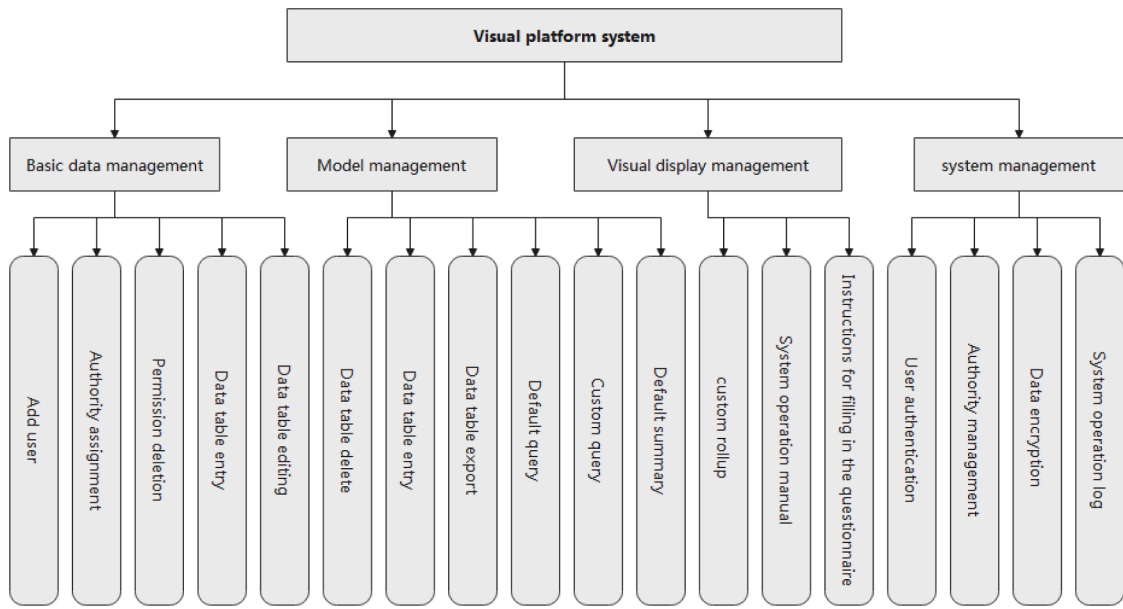 Visual platform system
Basic data management
Model management
Visual display management
system management
Add user
Authority assignment
Permission deletion
Data table entry
Data table editing
Data table delete
Data table entry
Data table export
Default query
Custom query
Default summary
custom rollup
System operation manual
Instructions for filling in the questionnaire
User authentication
Authority management
Data encryption
System operation log